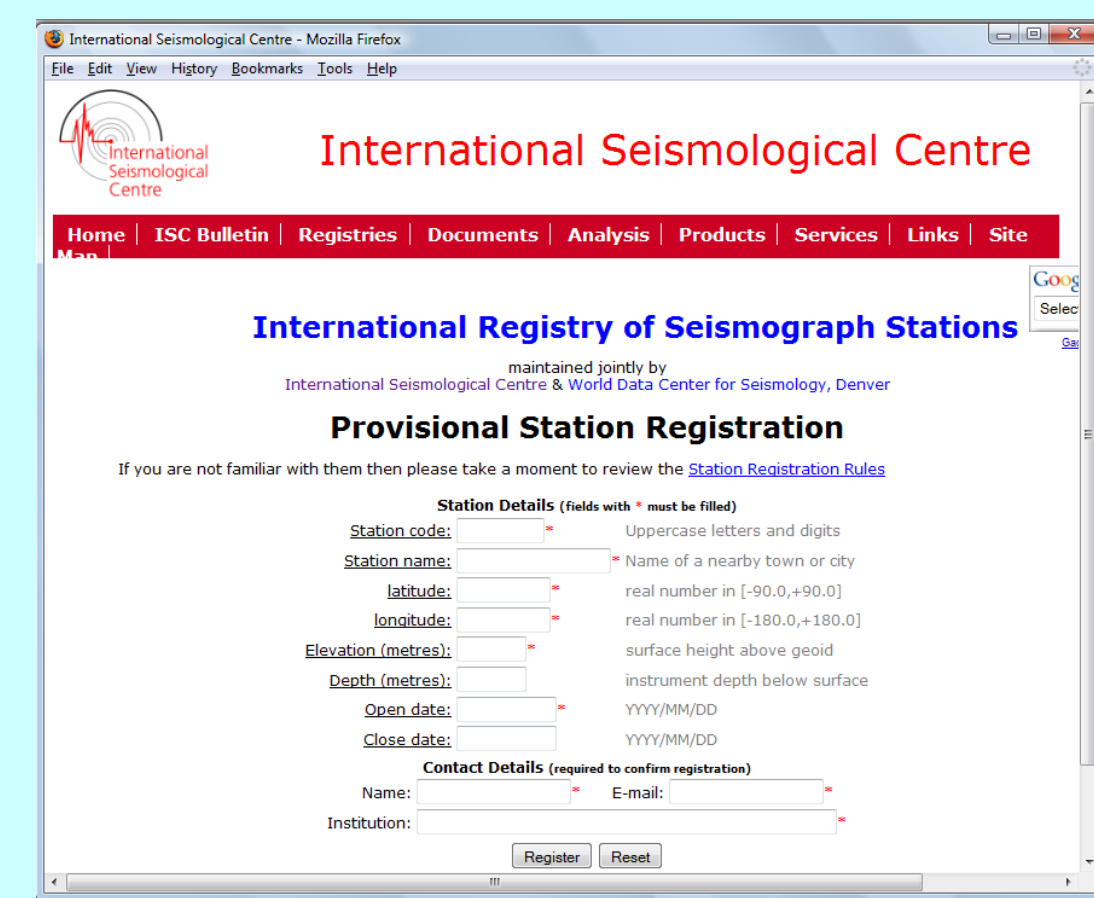 International Seismological Centre - Mozilla Firefox
File Edit View History Bookmarks Tools Help
International
Seismological
Centre
International Seismological Centre
Home | ISC Bulletin | Registries | Documents | Analysis | Products | Services | Links | Site
Map |
International Registry of Seismograph Stations
maintained jointly by
International Seismological Centre & World Data Center for Seismology, Denver
Provisional Station Registration
If you are not familiar with them then please take a moment to review the Station Registration Rules
Station Details (fields with * must be filled)
Station code: * Uppercase letters and digits
Station name: * Name of a nearby town or city
latitude: * real number in [-90.0,+90.0]
longitude: * real number in [-180.0,+180.0]
Elevation (metres): * surface height above geoid
Depth (metres): instrument depth below surface
Open date: * YYYY/MM/DD
Close date: YYYY/MM/DD
Contact Details (required to confirm registration)
Name: * E-mail: *
Institution: *
Register Reset